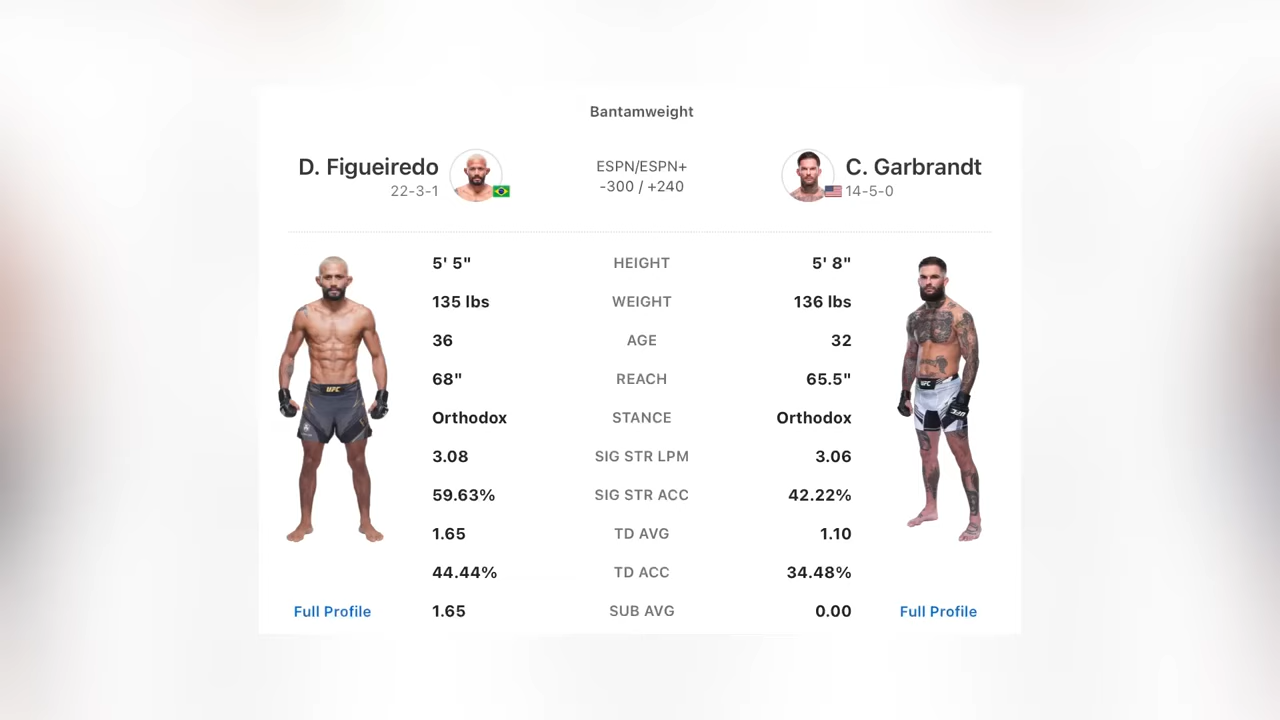 Bantamweight
D. Figueiredo
22-3-1
ESPN/ESPN+
-300 / +240
C. Garbrandt
14-5-0
5' 5" HEIGHT 5' 8"
135 lbs WEIGHT 136 lbs
36 AGE 32
68" REACH 65.5"
Orthodox STANCE Orthodox
3.08 SIG STR LPM 3.06
59.63% SIG STR ACC 42.22%
1.65 TD AVG 1.10
44.44% TD ACC 34.48%
1.65 SUB AVG 0.00
Full Profile
Full Profile
UFC
UFC
UFC